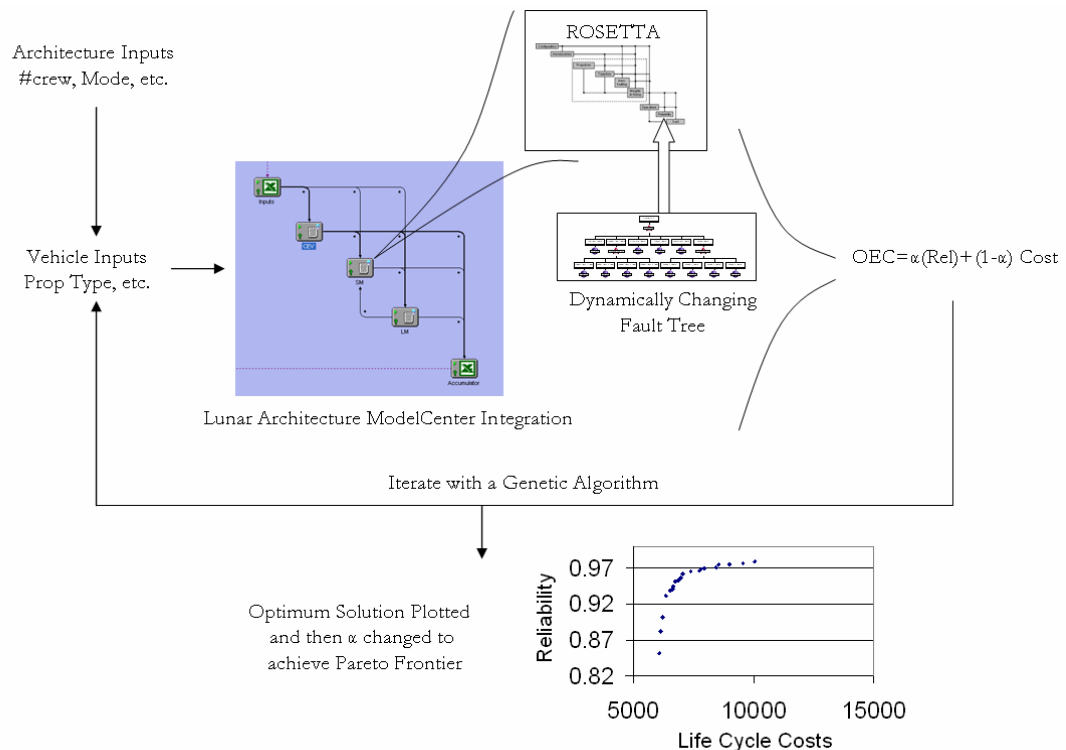 ROSETTA
Architecture Inputs
#crew, Mode, etc.
Inputs
CEV
SM
LM
Accumulator
Vehicle Inputs
Prop Type, etc.
OEC=α(Rel)+(1-α) Cost
Dynamically Changing
Fault Tree
Lunar Architecture ModelCenter Integration
Iterate with a Genetic Algorithm
Optimum Solution Plotted
and then α changed to
achieve Pareto Frontier
Reliability
0.97
0.92
0.87
0.82
5000 10000 15000
Life Cycle Costs